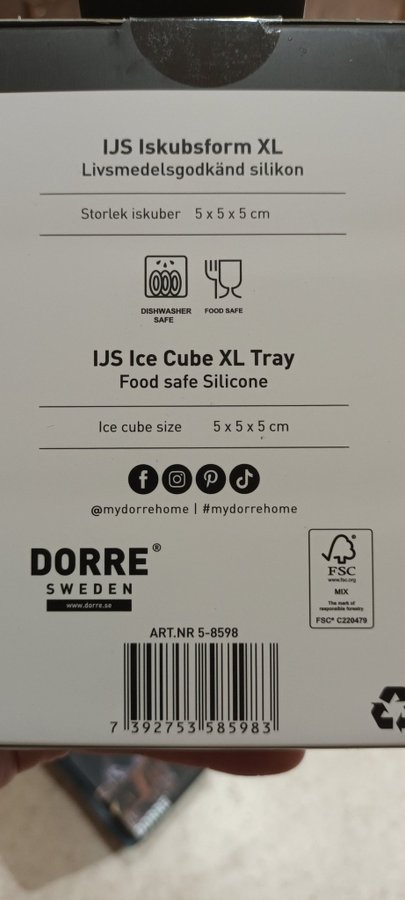 IJS Iskubsform XL
Livsmedelsgodkänd silikon
Storlek iskuber 5 x 5 x 5 cm
DISHWASHER SAFE
FOOD SAFE
IJS Ice Cube XL Tray
Food safe Silicone
Ice cube size 5 x 5 x 5 cm
@mydorrehome | #mydorrehome
DORRE®
SWEDEN
www.dorre.se
FSC
www.fsc.org
MIX
The mark of
responsible forestry
FSC® C220479
ART.NR 5-8598
7 392753 585983